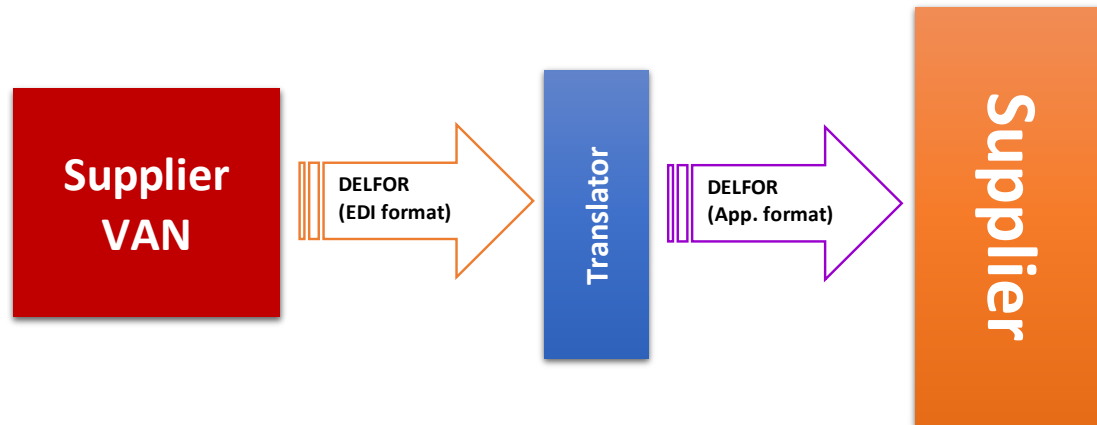 Supplier
VAN
DELFOR
(EDI format)
Translator
DELFOR
(App. format)
Supplier